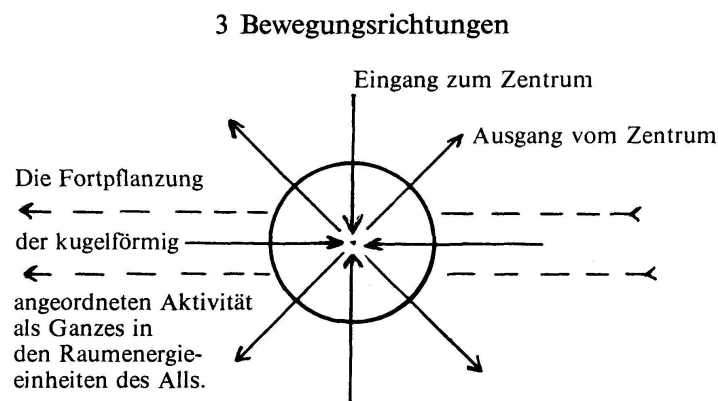 3 Bewegungsrichtungen
Eingang zum Zentrum
Ausgang vom Zentrum
Die Fortpflanzung
der kugelförmig
angeordneten Aktivität
als Ganzes in
den Raumenergie-
einheiten des Alls.